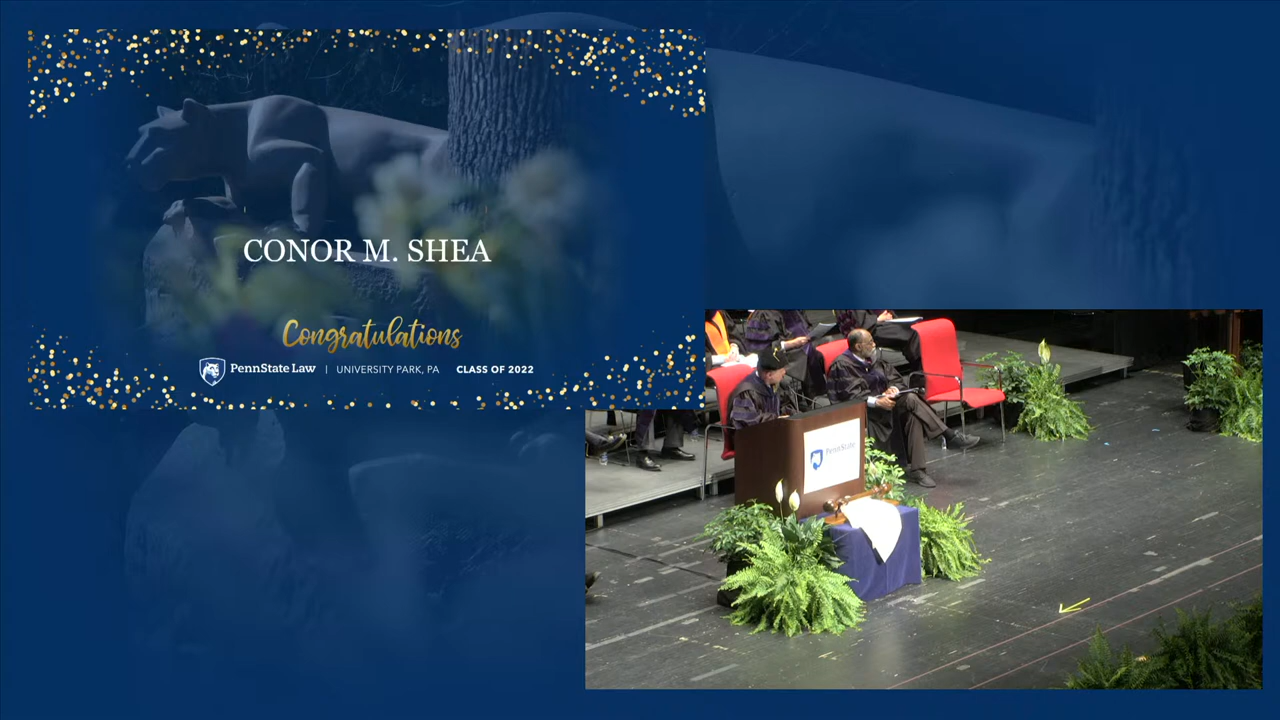 CONOR M. SHEA
Congratulations
PennState Law | UNIVERSITY PARK, PA CLASS OF 2022
PennState